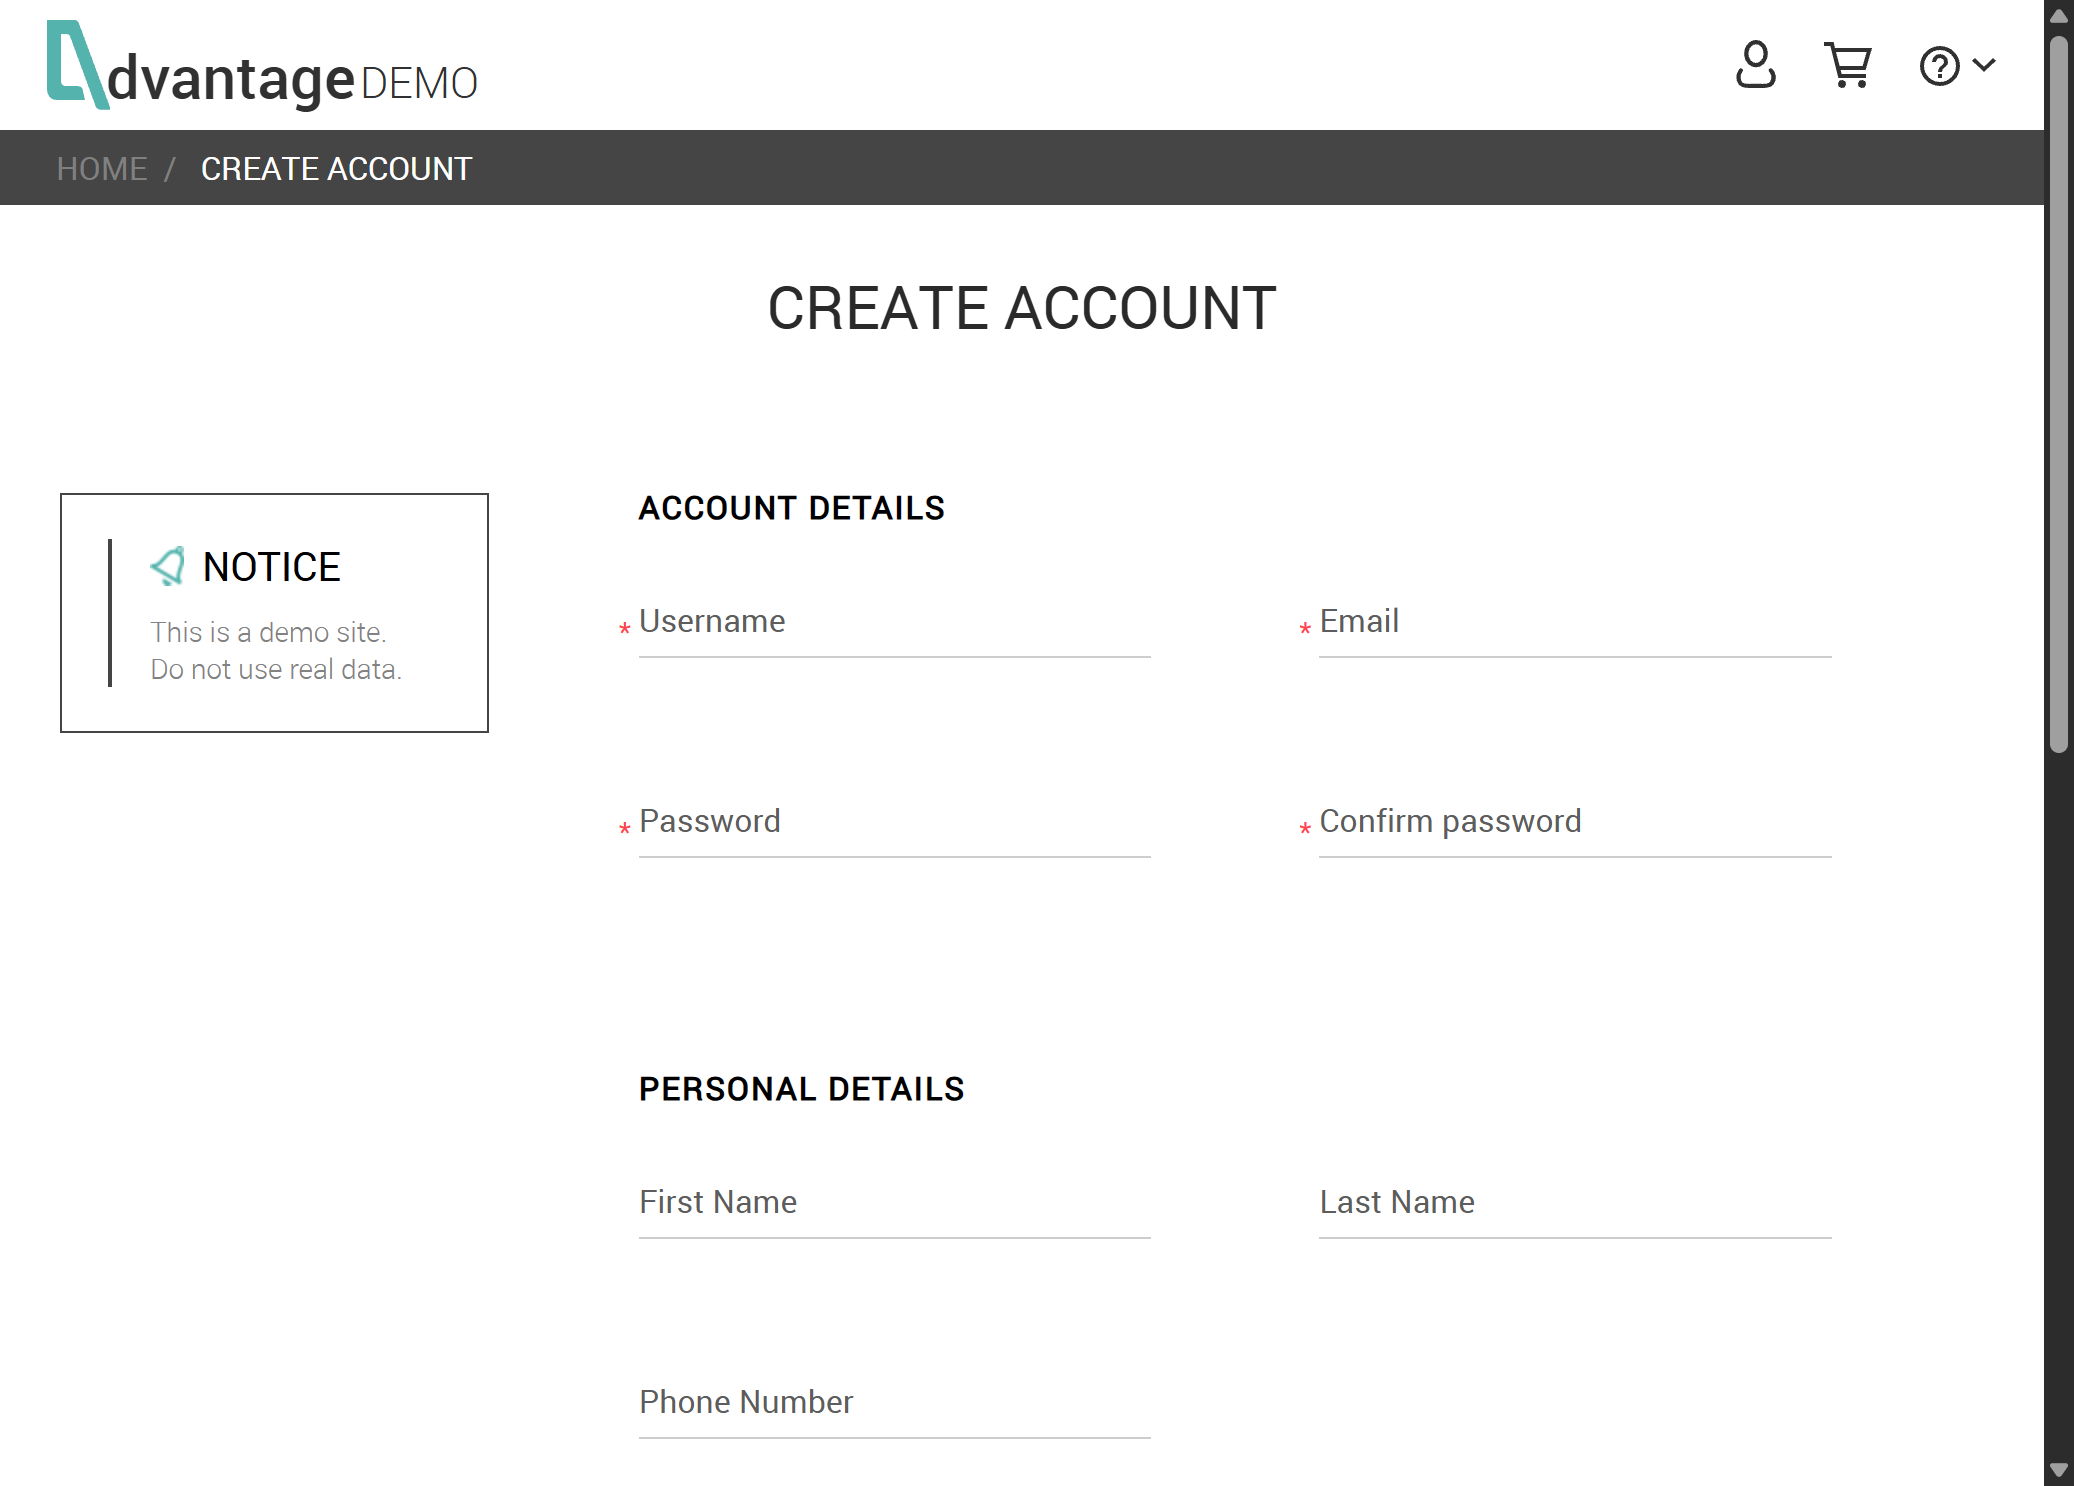 dvantage DEMO
HOME / CREATE ACCOUNT
CREATE ACCOUNT
NOTICE
This is a demo site.
Do not use real data.
ACCOUNT DETAILS
* Username
* Email
* Password
* Confirm password
PERSONAL DETAILS
First Name
Last Name
Phone Number